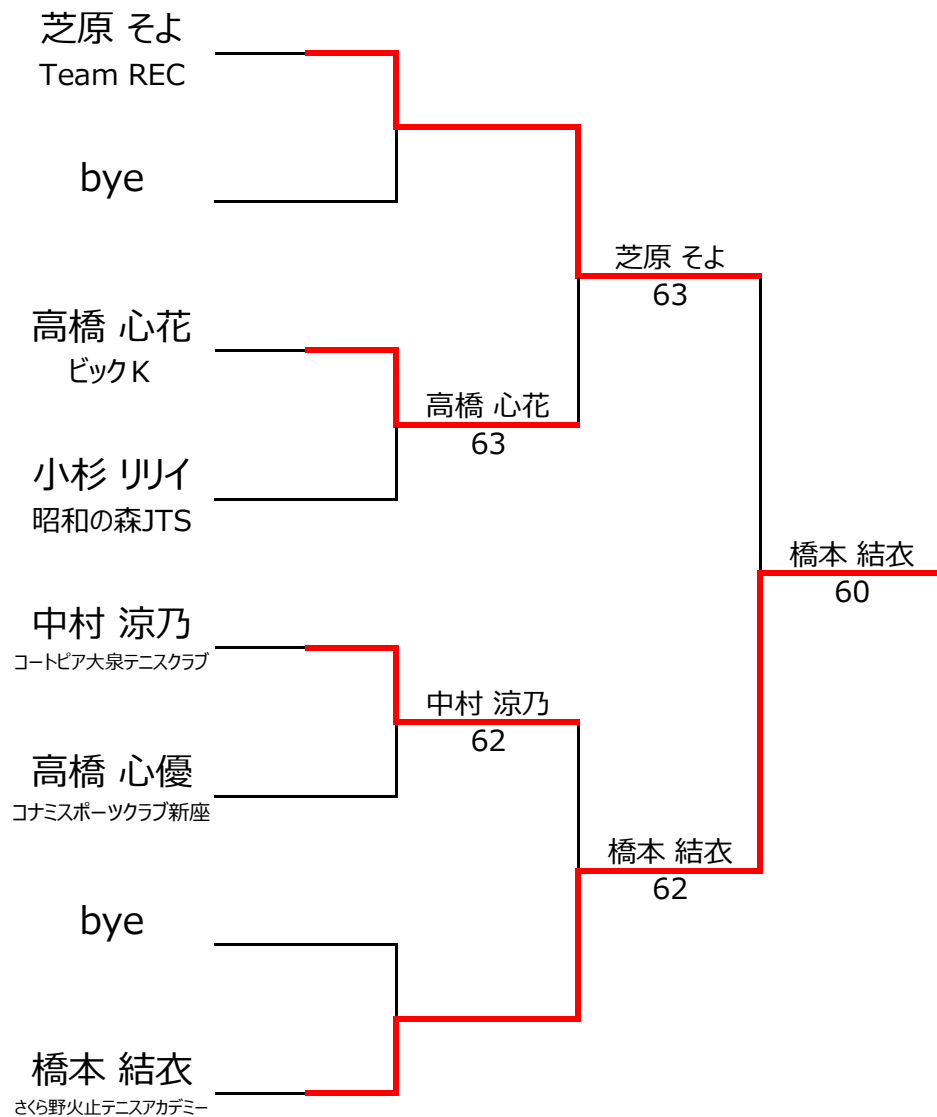 芝原 そよ
Team REC
bye
芝原 そよ
63
高橋 心花
ビックK
高橋 心花
63
小杉 リリイ
昭和の森JTS
橋本 結衣
60
中村 涼乃
コートピア大泉テニスクラブ
中村 涼乃
62
高橋 心優
コナミスポーツクラブ新座
橋本 結衣
62
bye
橋本 結衣
さくら野火止テニスアカデミー